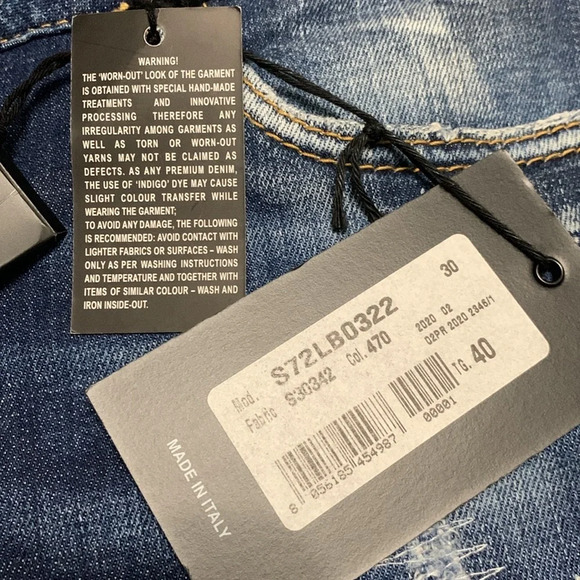 WARNING!
THE 'WORN-OUT' LOOK OF THE GARMENT
IS OBTAINED WITH SPECIAL HAND-MADE
TREATMENTS AND INNOVATIVE
PROCESSING THEREFORE ANY
IRREGULARITY AMONG GARMENTS AS
WELL AS TORN OR WORN-OUT
YARNS MAY NOT BE CLAIMED AS
DEFECTS. AS ANY PREMIUM DENIM,
THE USE OF 'INDIGO' DYE MAY CAUSE
SLIGHT COLOUR TRANSFER WHILE
WEARING THE GARMENT;
TO AVOID ANY DAMAGE, THE FOLLOWING
IS RECOMMENDED: AVOID CONTACT WITH
LIGHTER FABRICS OR SURFACES – WASH
ONLY AS PER WASHING INSTRUCTIONS
AND TEMPERATURE AND TOGETHER WITH
ITEMS OF SIMILAR COLOUR – WASH AND
IRON INSIDE-OUT.
30
Mod. S72LB0322
Fabric S30342 Col. 470
2020 02
02PR 2020 2345/1
TG. 40
00001
8 056185 454987
MADE IN ITALY